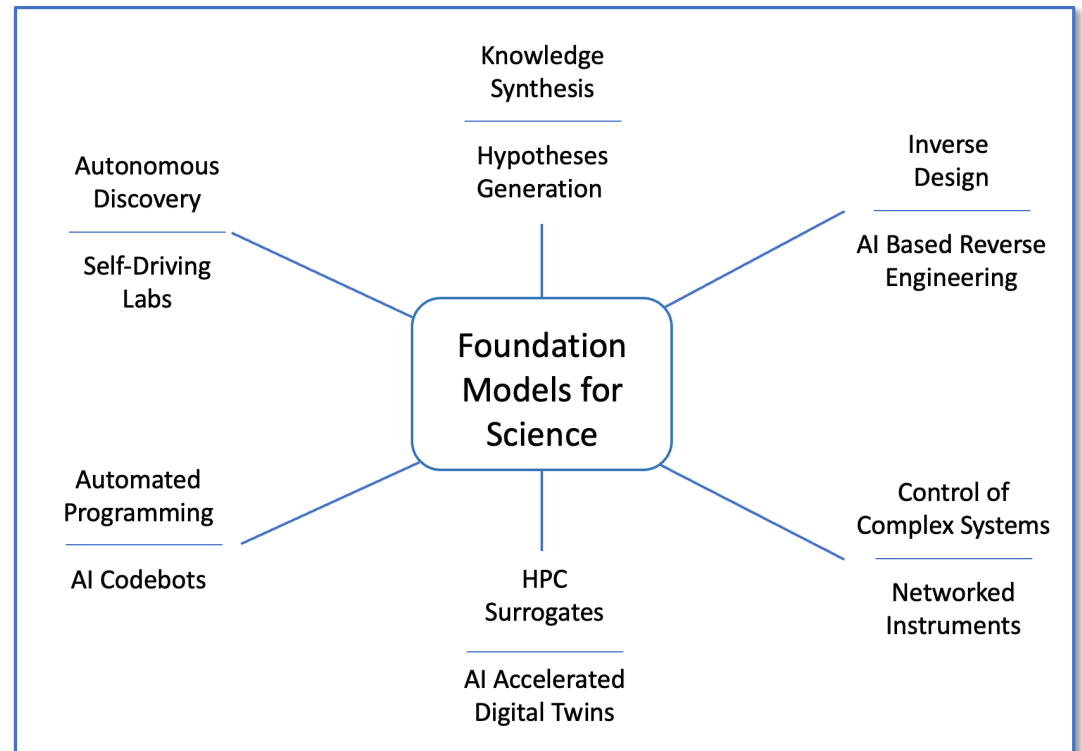 Knowledge
Synthesis
Hypotheses
Generation
Autonomous
Discovery
Self-Driving
Labs
Inverse
Design
AI Based Reverse
Engineering
Foundation
Models for
Science
Automated
Programming
AI Codebots
HPC
Surrogates
AI Accelerated
Digital Twins
Control of
Complex Systems
Networked
Instruments